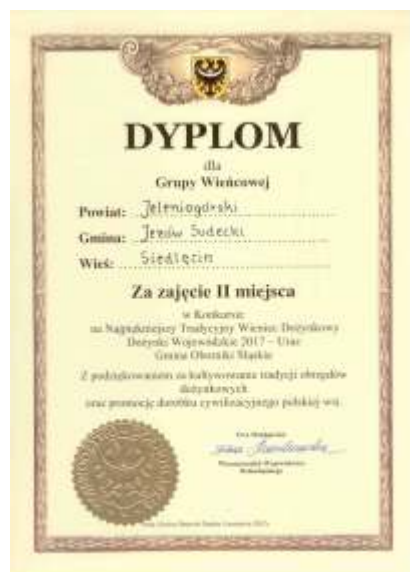 DYPLOM
dla
Grupy Wieńcowej
Powiat: Jeleniogórski
Gmina: Jeżów Sudecki
Wieś: Siedlęcin
Za zajęcie II miejsca
w Konkursie
na Najpiękniejszy Tradycyjny Wieniec Dożynkowy
Dożynki Wojewódzkie 2017 – Uraz
Gmina Oborniki Śląskie
Z podziękowaniem za kultywowanie tradycji obrzędów
dożynkowych
oraz promocję dorobku cywilizacyjnego polskiej wsi.